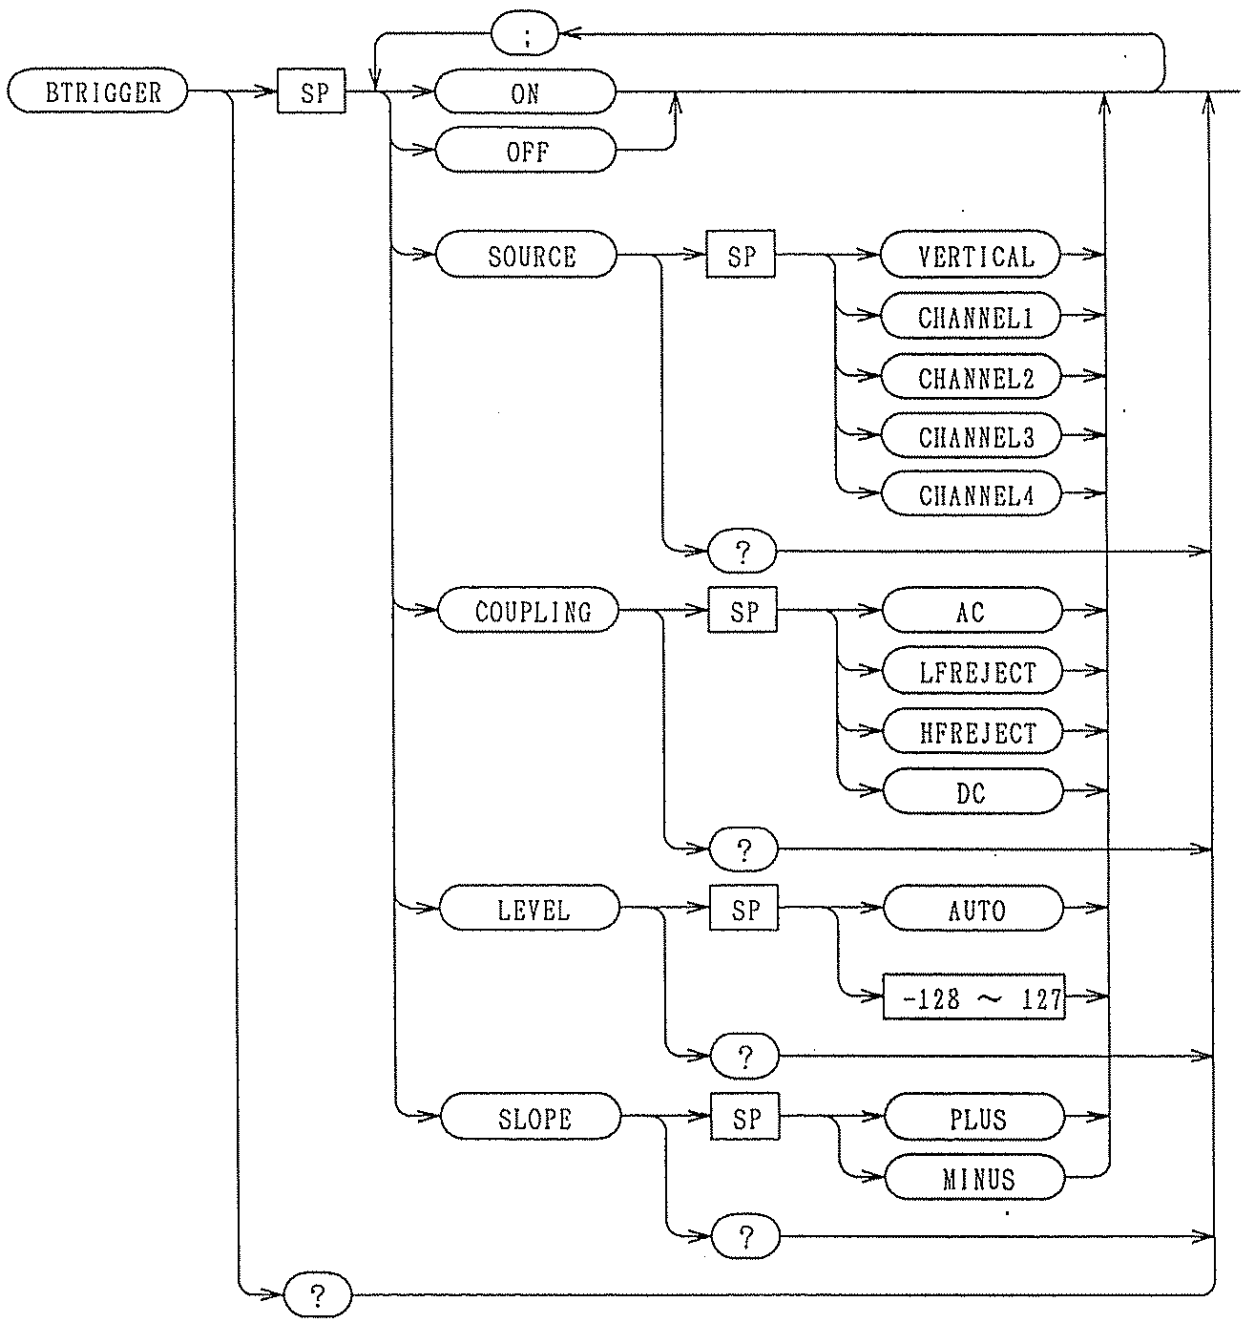 ;
BTRIGGER SP ON
OFF
SOURCE SP VERTICAL
CHANNEL1
CHANNEL2
CHANNEL3
CHANNEL4
?
COUPLING SP AC
LFREJECT
HFREJECT
DC
?
LEVEL SP AUTO
-128 ~ 127
?
SLOPE SP PLUS
MINUS
?
?